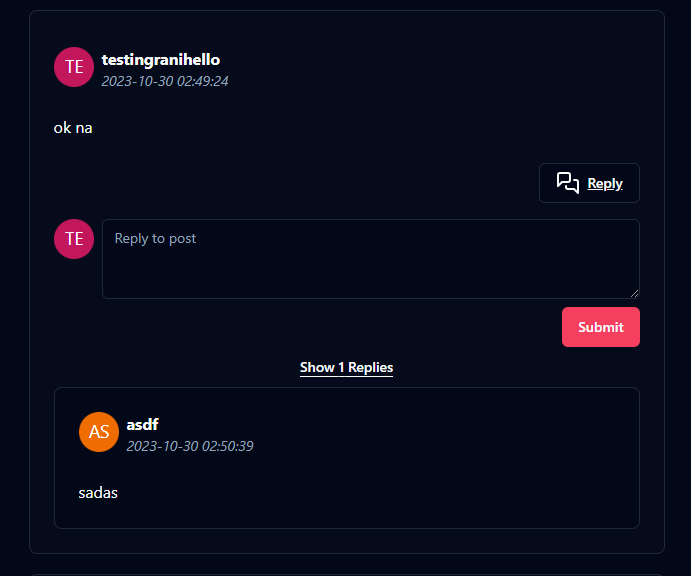 TE
testingranihello
2023-10-30 02:49:24
ok na
Reply
TE
Reply to post
Submit
Show 1 Replies
AS
asdf
2023-10-30 02:50:39
sadas